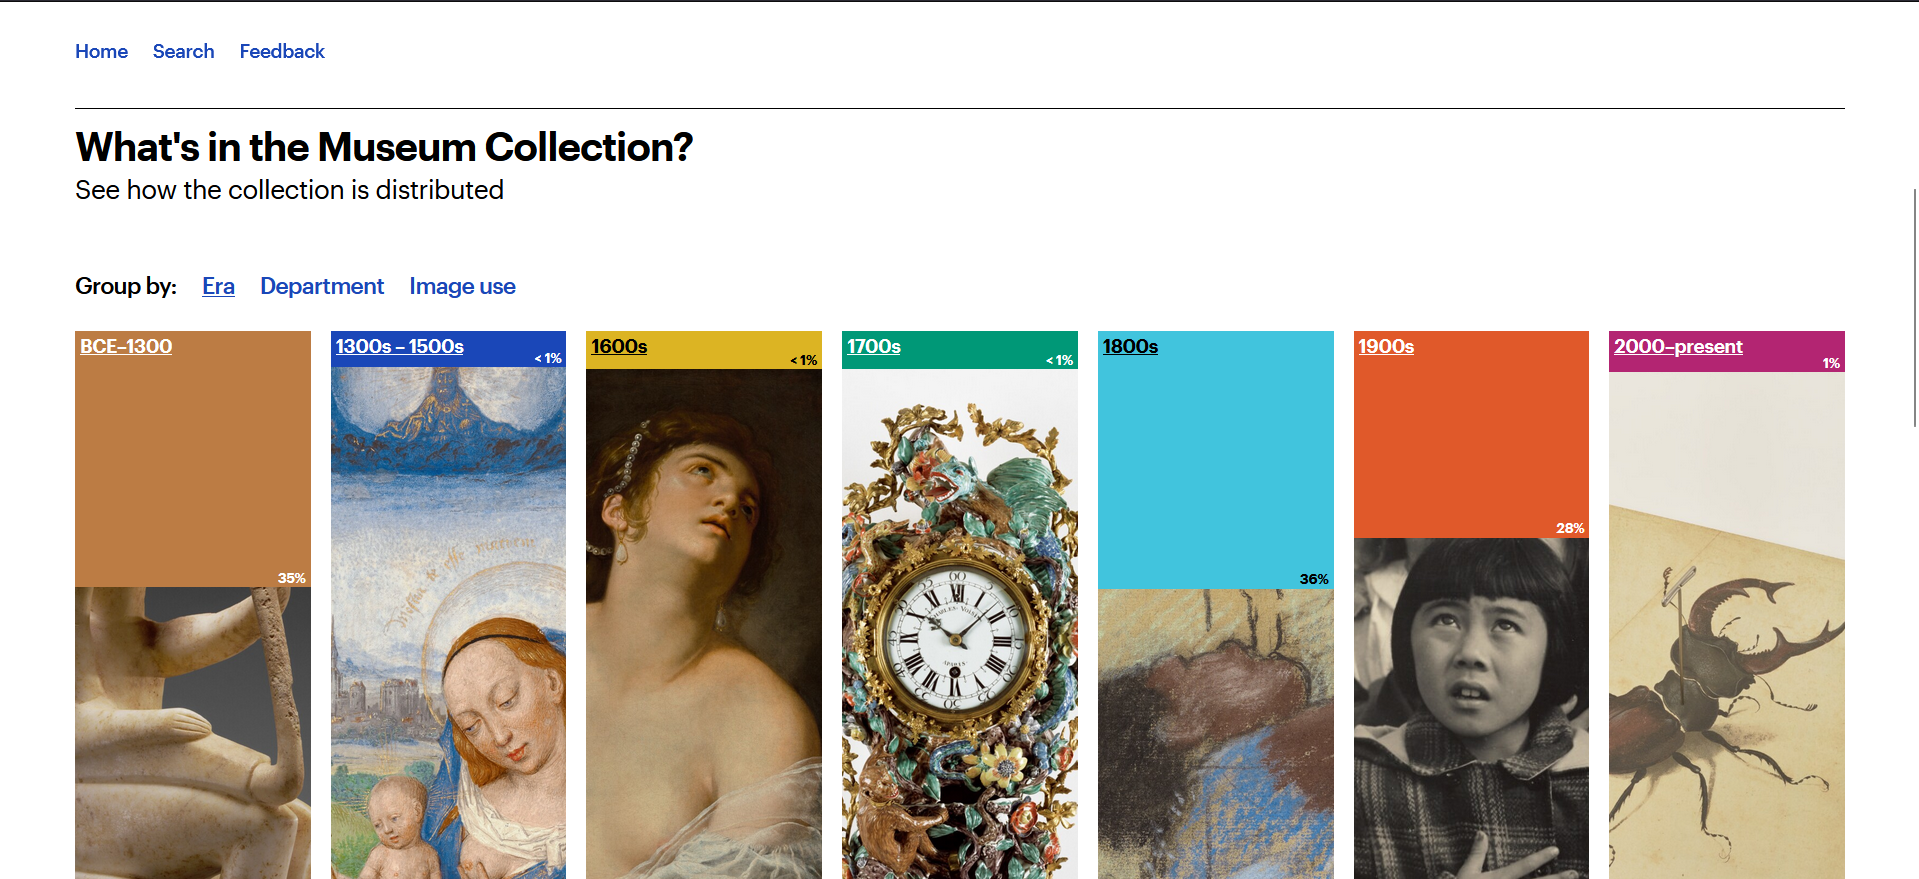 Home Search Feedback
What's in the Museum Collection?
See how the collection is distributed
Group by: Era Department Image use
BCE–1300
35%
1300s – 1500s
< 1%
1600s
< 1%
1700s
< 1%
1800s
36%
1900s
28%
2000–present
1%